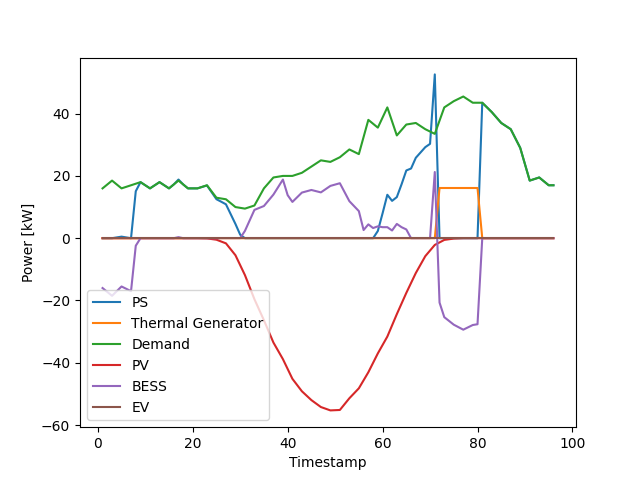 40
20
0
−20
−40
−60
Power [kW]
PS
Thermal Generator
Demand
PV
BESS
EV
0
20
40
60
80
100
Timestamp